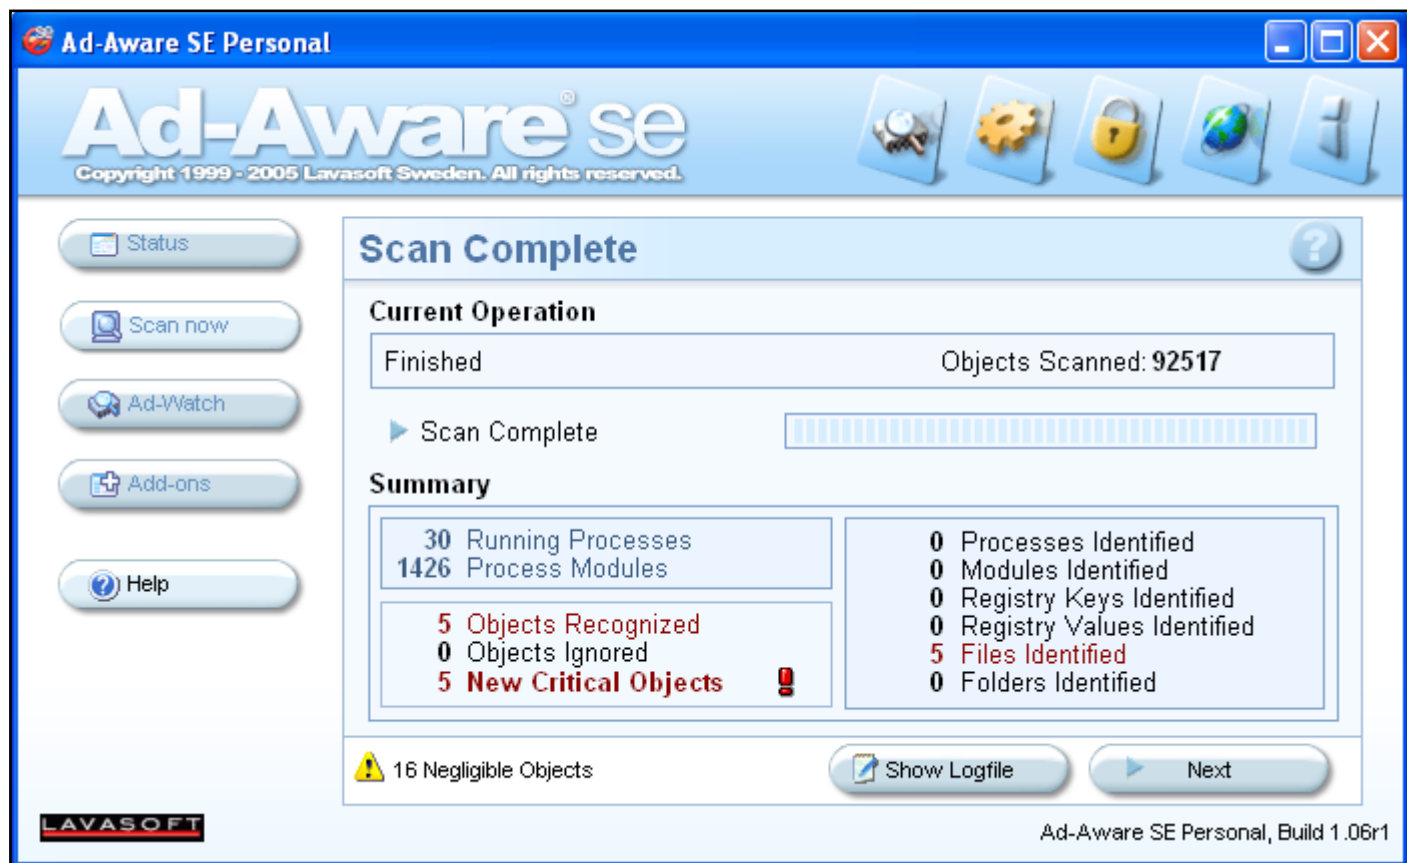 Ad-Aware SE Personal
Ad-Aware® se
Copyright 1999 - 2005 Lavasoft Sweden. All rights reserved.
Status
Scan now
Ad-Watch
Add-ons
Help
Scan Complete
?
Current Operation
Finished Objects Scanned: 92517
Scan Complete
Summary
30 Running Processes
1426 Process Modules
5 Objects Recognized
0 Objects Ignored
5 New Critical Objects
0 Processes Identified
0 Modules Identified
0 Registry Keys Identified
0 Registry Values Identified
5 Files Identified
0 Folders Identified
16 Negligible Objects
Show Logfile
Next
LAVASOFT
Ad-Aware SE Personal, Build 1.06r1